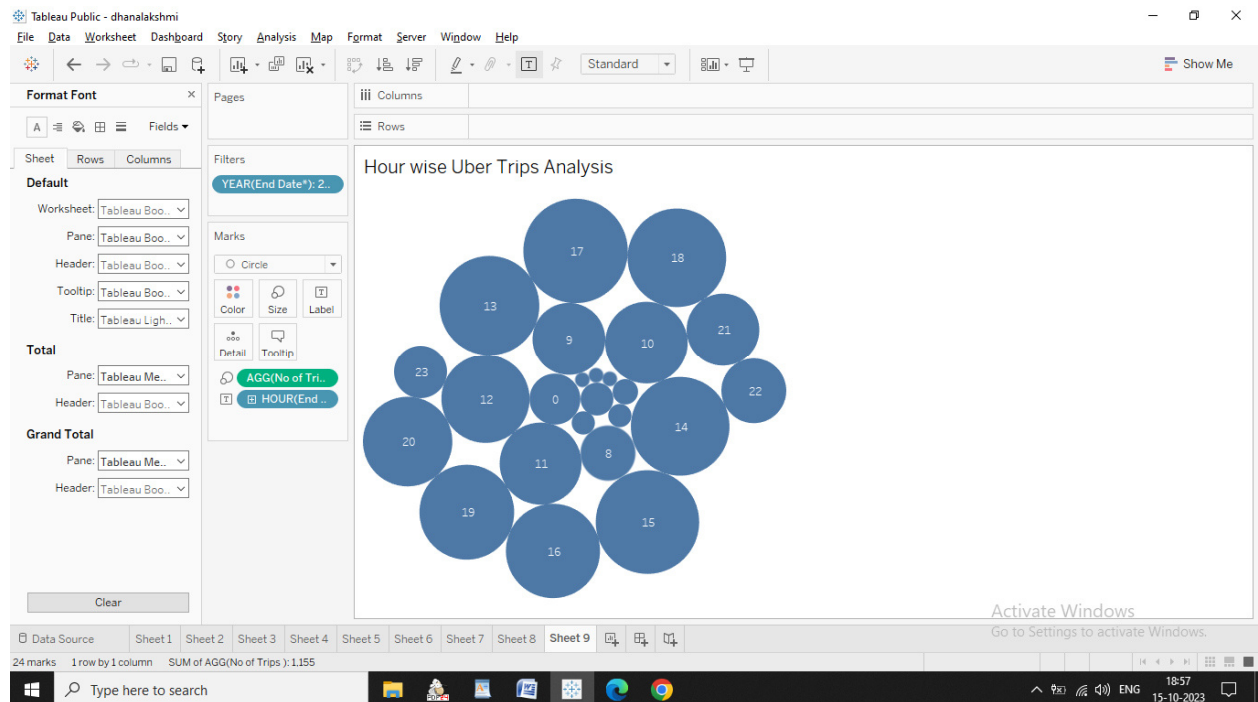 Tableau Public - dhanalakshmi
File Data Worksheet Dashboard Story Analysis Map Format Server Window Help
Standard
Show Me
Format Font
Fields
Sheet Rows Columns
Default
Worksheet: Tableau Boo..
Pane: Tableau Boo..
Header: Tableau Boo..
Tooltip: Tableau Boo..
Title: Tableau Ligh..
Total
Pane: Tableau Me..
Header: Tableau Boo..
Grand Total
Pane: Tableau Me..
Header: Tableau Boo..
Clear
Pages
Filters
YEAR(End Date*): 2..
Marks
Circle
Color Size Label
Detail Tooltip
AGG(No of Tri..
HOUR(End ..
Columns
Rows
Hour wise Uber Trips Analysis
17
18
13
21
9
10
23
22
12
0
14
20
8
11
19
15
16
Activate Windows
Go to Settings to activate Windows.
Data Source Sheet 1 Sheet 2 Sheet 3 Sheet 4 Sheet 5 Sheet 6 Sheet 7 Sheet 8 Sheet 9
24 marks 1 row by 1 column SUM of AGG(No of Trips ): 1,155
Type here to search
ENG
18:57
15-10-2023